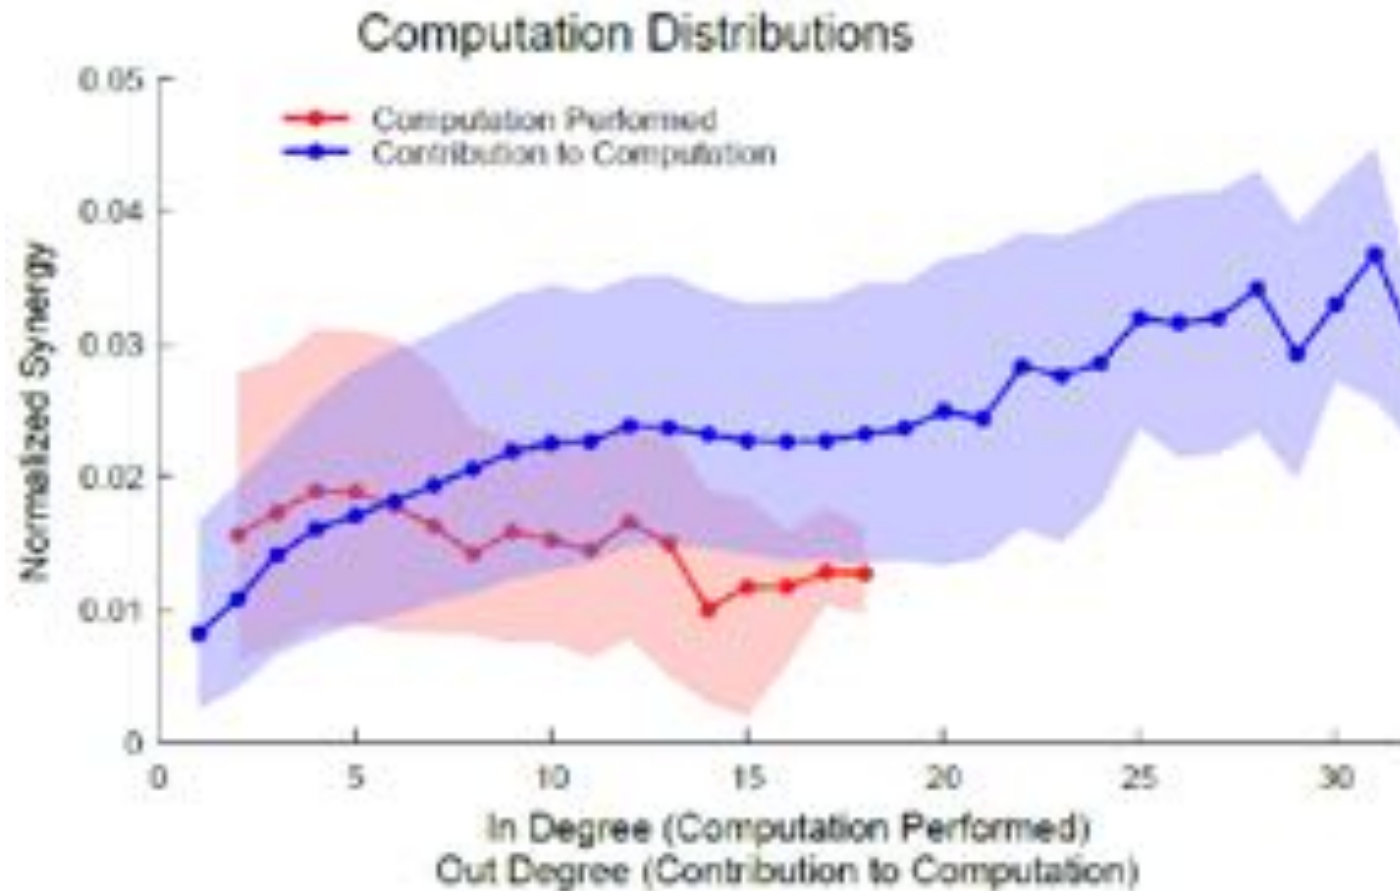 Computation Distributions
0.05
Computation Performed
Contribution to Computation
0.04
0.03
0.02
0.01
0
Normalized Synergy
0 5 10 15 20 25 30
In Degree (Computation Performed)
Out Degree (Contribution to Computation)